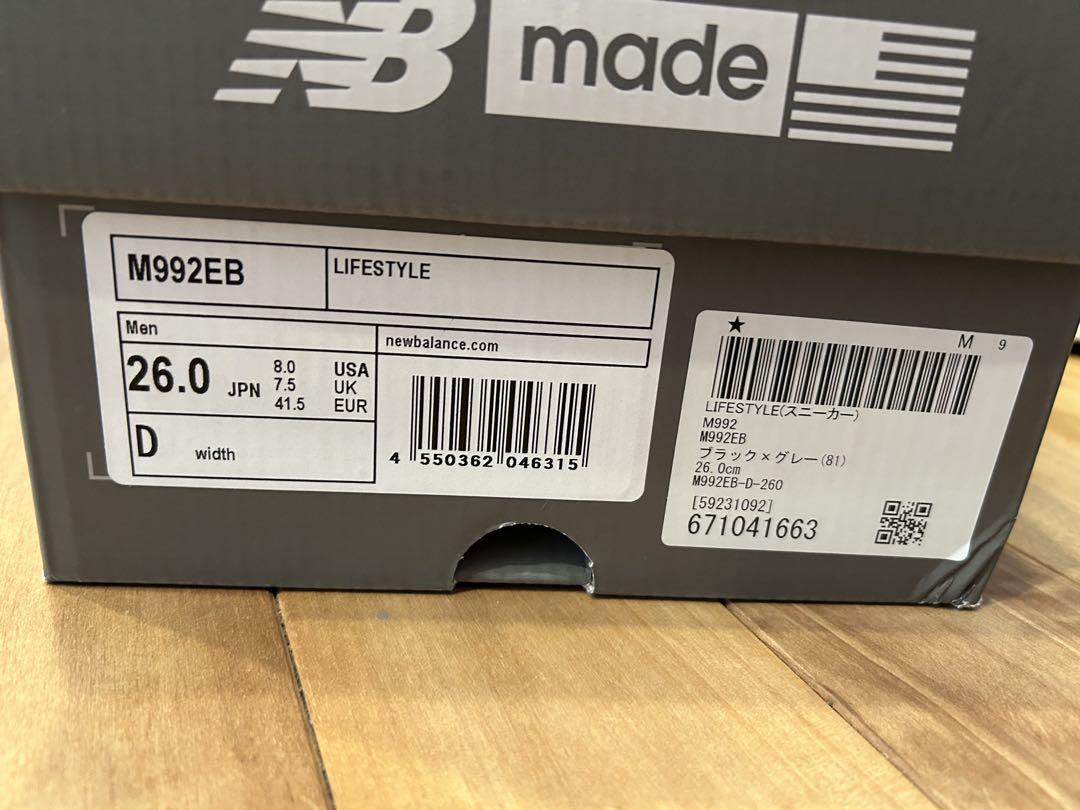 NB made
M992EB
LIFESTYLE
Men
26.0 JPN
8.0 USA
7.5 UK
41.5 EUR
D width
newbalance.com
4 550362 046315
★ M 9
LIFESTYLE(スニーカー)
M992
M992EB
ブラック×グレー(81)
26.0cm
M992EB-D-260
[59231092]
671041663